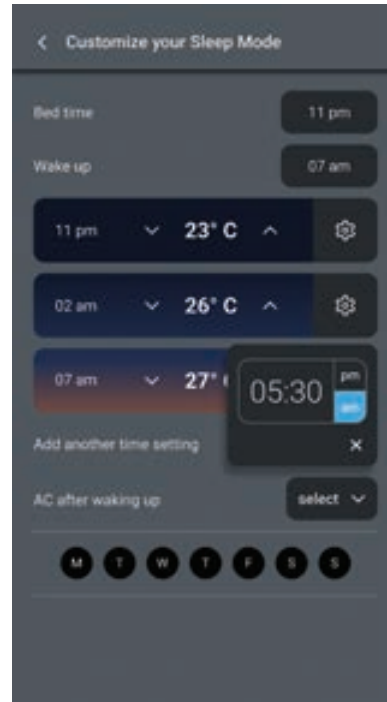 Customize your Sleep Mode
Bed time 11 pm
Wake up 07 am
11 pm 23° C
02 am 26° C
07 am 27°
05:30 pm am
Add another time setting
AC after waking up select
M T W T F S S